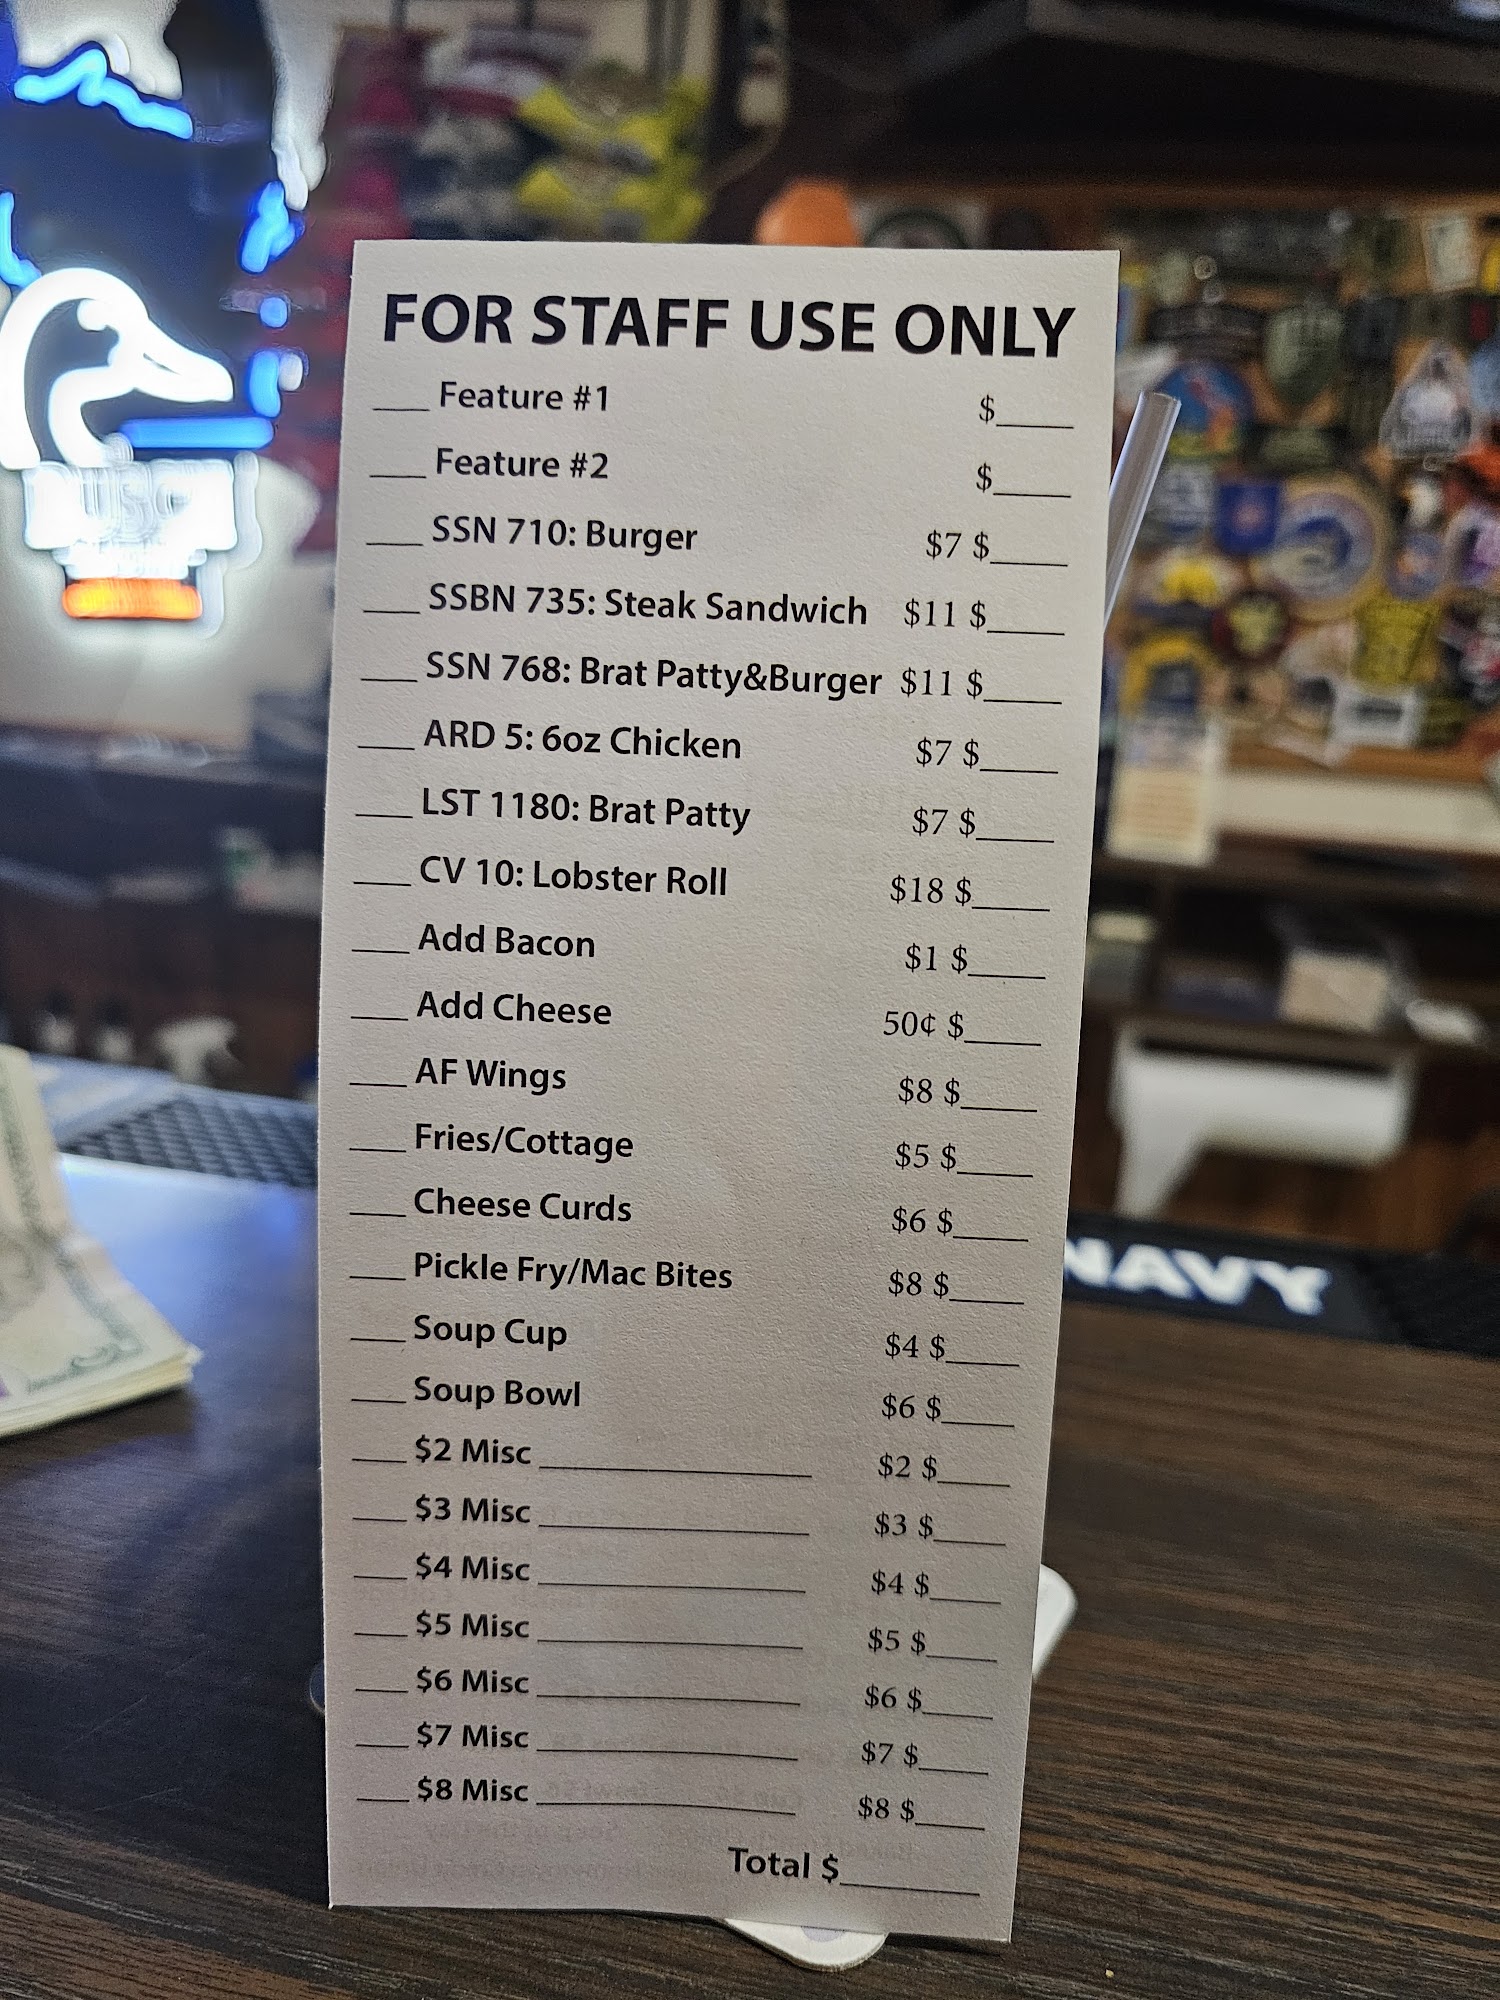 FOR STAFF USE ONLY
___ Feature #1 $____
___ Feature #2 $____
___ SSN 710: Burger $7 $____
___ SSBN 735: Steak Sandwich $11 $____
___ SSN 768: Brat Patty&Burger $11 $____
___ ARD 5: 6oz Chicken $7 $____
___ LST 1180: Brat Patty $7 $____
___ CV 10: Lobster Roll $18 $____
___ Add Bacon $1 $____
___ Add Cheese 50¢ $____
___ AF Wings $8 $____
___ Fries/Cottage $5 $____
___ Cheese Curds $6 $____
___ Pickle Fry/Mac Bites $8 $____
___ Soup Cup $4 $____
___ Soup Bowl $6 $____
___ $2 Misc ______________ $2 $____
___ $3 Misc ______________ $3 $____
___ $4 Misc ______________ $4 $____
___ $5 Misc ______________ $5 $____
___ $6 Misc ______________ $6 $____
___ $7 Misc ______________ $7 $____
___ $8 Misc ______________ $8 $____
Total $________
NAVY